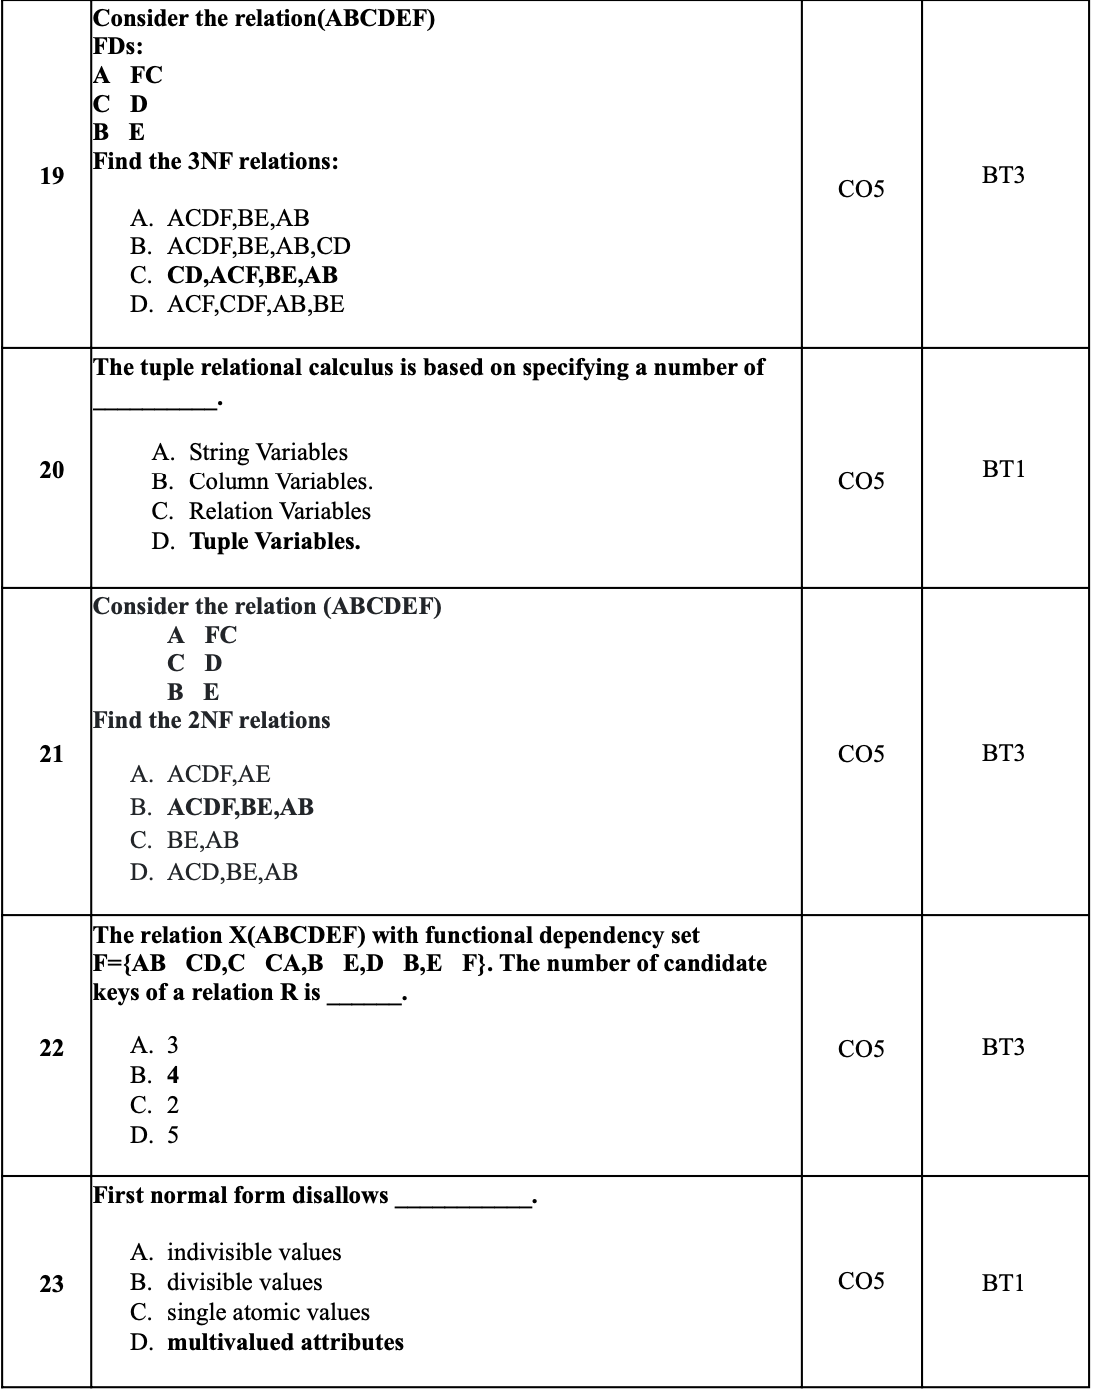 Consider the relation(ABCDEF)
FDs:
A FC
C D
B E
Find the 3NF relations:
19
CO5
BT3
A. ACDF,BE,AB
B. ACDF,BE,AB,CD
C. CD,ACF,BE,AB
D. ACF,CDF,AB,BE
The tuple relational calculus is based on specifying a number of
__________.
20
CO5
BT1
A. String Variables
B. Column Variables.
C. Relation Variables
D. Tuple Variables.
Consider the relation (ABCDEF)
A FC
C D
B E
Find the 2NF relations
21
CO5
BT3
A. ACDF,AE
B. ACDF,BE,AB
C. BE,AB
D. ACD,BE,AB
The relation X(ABCDEF) with functional dependency set
F={AB CD,C CA,B E,D B,E F}. The number of candidate
keys of a relation R is ______.
22
CO5
BT3
A. 3
B. 4
C. 2
D. 5
First normal form disallows ___________.
23
CO5
BT1
A. indivisible values
B. divisible values
C. single atomic values
D. multivalued attributes